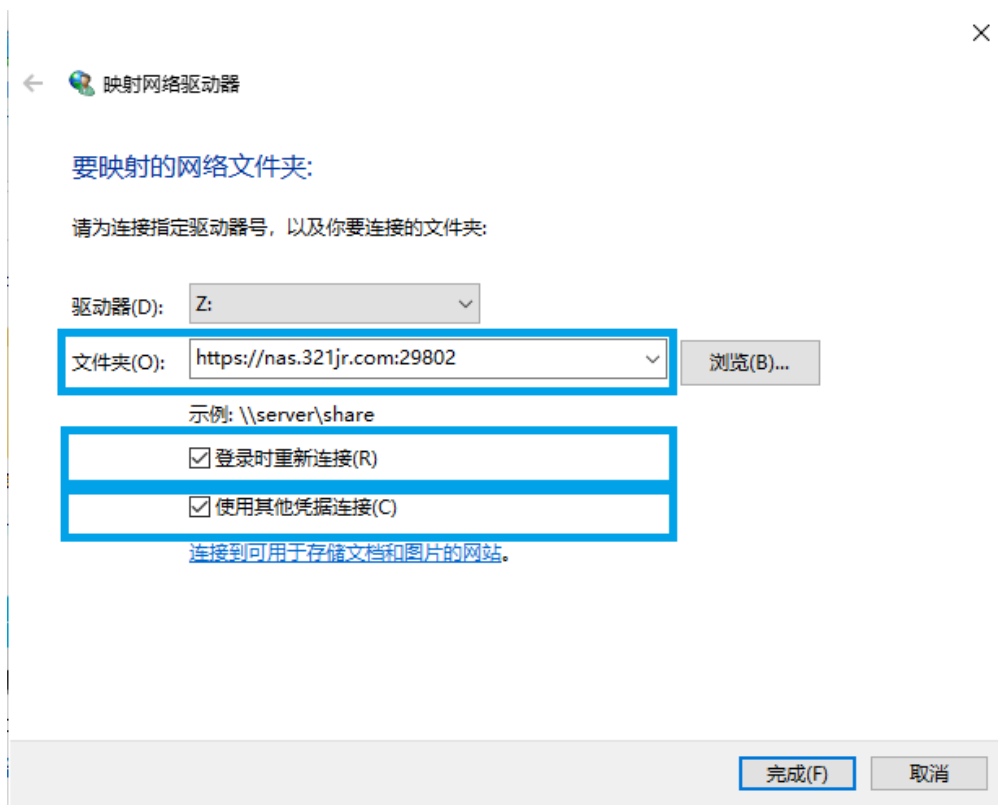 映射网络驱动器
要映射的网络文件夹:
请为连接指定驱动器号，以及你要连接的文件夹:
驱动器(D): Z:
文件夹(O): https://nas.321jr.com:29802 浏览(B)...
示例: \\server\share
登录时重新连接(R)
使用其他凭据连接(C)
连接到可用于存储文档和图片的网站。
完成(F) 取消